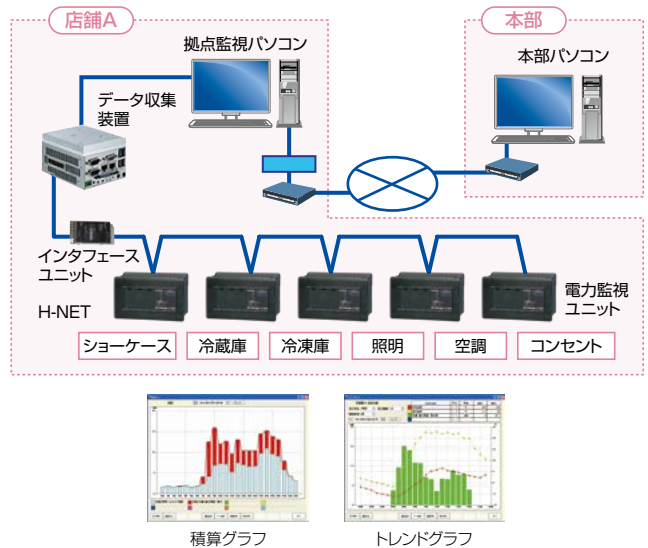 店舗A
本部
拠点監視パソコン
本部パソコン
データ収集
装置
インタフェース
ユニット
H-NET
電力監視
ユニット
ショーケース
冷蔵庫
冷凍庫
照明
空調
コンセント
積算グラフ
トレンドグラフ